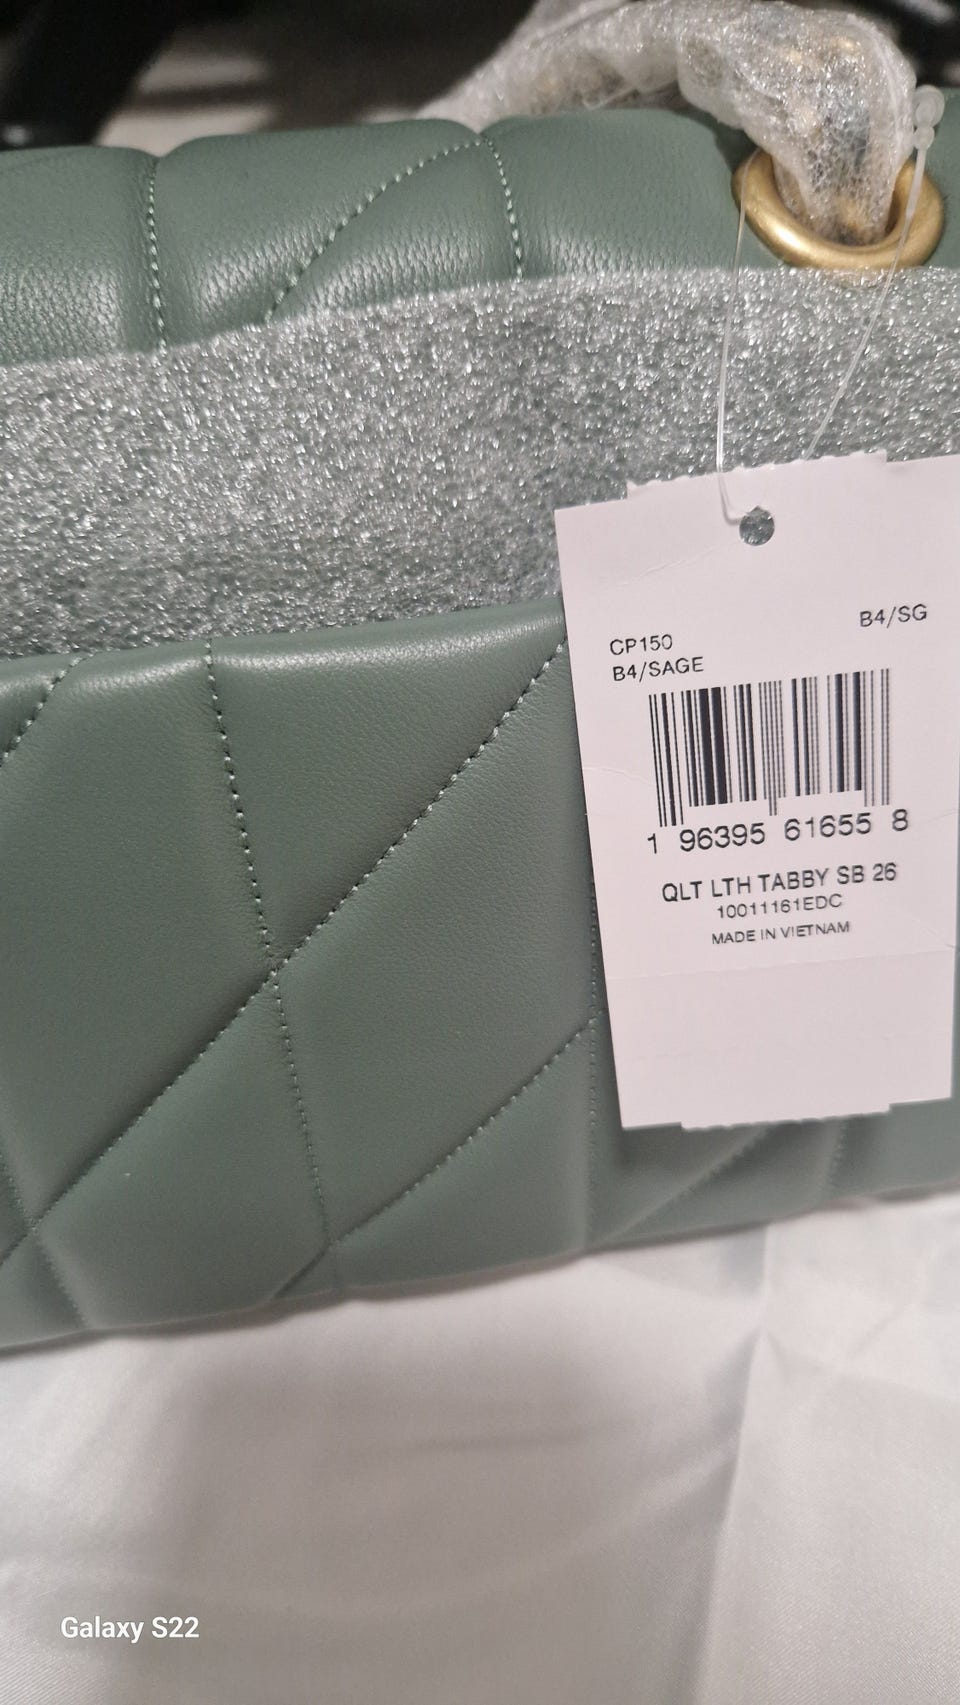 B4/SG
CP150
B4/SAGE
1 96395 61655 8
QLT LTH TABBY SB 26
10011161EDC
MADE IN VIETNAM
Galaxy S22